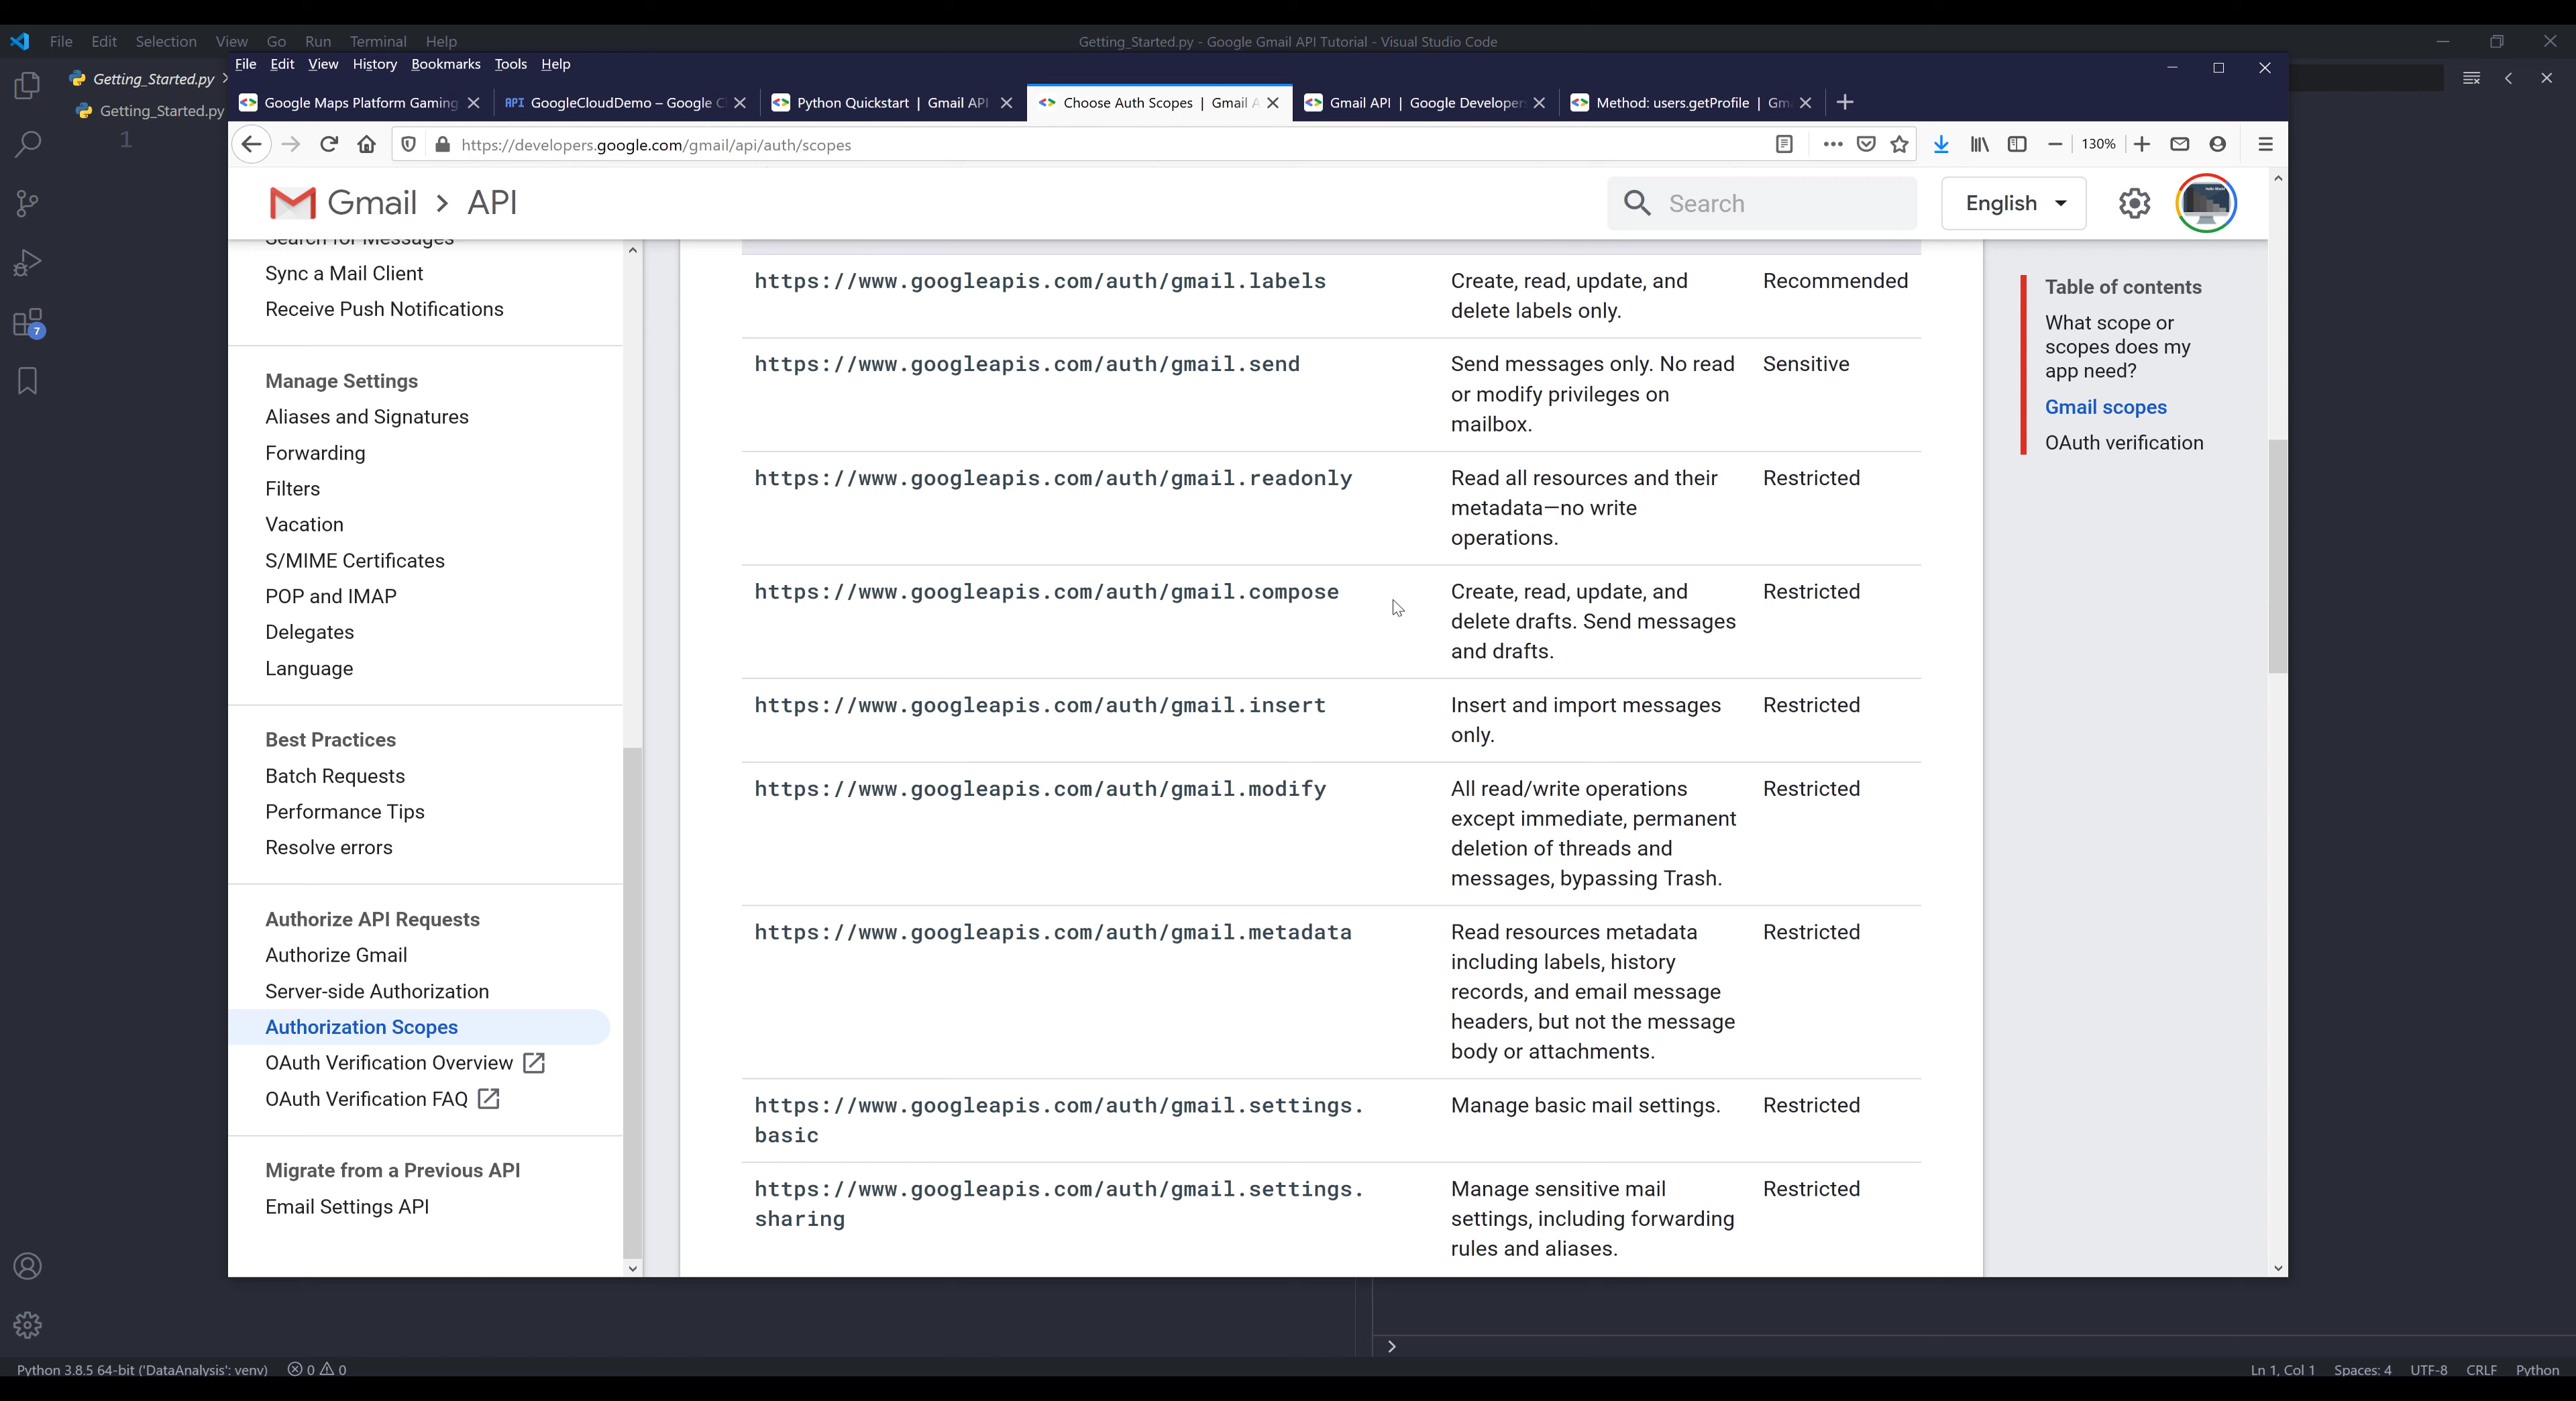 File Edit Selection View Go Run Terminal Help
Getting_Started.py - Google Gmail API Tutorial - Visual Studio Code
Getting_Started.py
Getting_Started.py
1
File Edit View History Bookmarks Tools Help
Google Maps Platform Gaming
API GoogleCloudDemo – Google C
Python Quickstart | Gmail API
Choose Auth Scopes | Gmail A
Gmail API | Google Developers
Method: users.getProfile | Gm
https://developers.google.com/gmail/api/auth/scopes
130%
Gmail > API
Search
English
Search for Messages
Sync a Mail Client
Receive Push Notifications
Manage Settings
Aliases and Signatures
Forwarding
Filters
Vacation
S/MIME Certificates
POP and IMAP
Delegates
Language
Best Practices
Batch Requests
Performance Tips
Resolve errors
Authorize API Requests
Authorize Gmail
Server-side Authorization
Authorization Scopes
OAuth Verification Overview
OAuth Verification FAQ
Migrate from a Previous API
Email Settings API
https://www.googleapis.com/auth/gmail.labels
Create, read, update, and
delete labels only.
Recommended
https://www.googleapis.com/auth/gmail.send
Send messages only. No read
or modify privileges on
mailbox.
Sensitive
https://www.googleapis.com/auth/gmail.readonly
Read all resources and their
metadata—no write
operations.
Restricted
https://www.googleapis.com/auth/gmail.compose
Create, read, update, and
delete drafts. Send messages
and drafts.
Restricted
https://www.googleapis.com/auth/gmail.insert
Insert and import messages
only.
Restricted
https://www.googleapis.com/auth/gmail.modify
All read/write operations
except immediate, permanent
deletion of threads and
messages, bypassing Trash.
Restricted
https://www.googleapis.com/auth/gmail.metadata
Read resources metadata
including labels, history
records, and email message
headers, but not the message
body or attachments.
Restricted
https://www.googleapis.com/auth/gmail.settings.
basic
Manage basic mail settings.
Restricted
https://www.googleapis.com/auth/gmail.settings.
sharing
Manage sensitive mail
settings, including forwarding
rules and aliases.
Restricted
Table of contents
What scope or
scopes does my
app need?
Gmail scopes
OAuth verification
7
Python 3.8.5 64-bit ('DataAnalysis': venv) 0 0
Ln 1, Col 1 Spaces: 4 UTF-8 CRLF Python